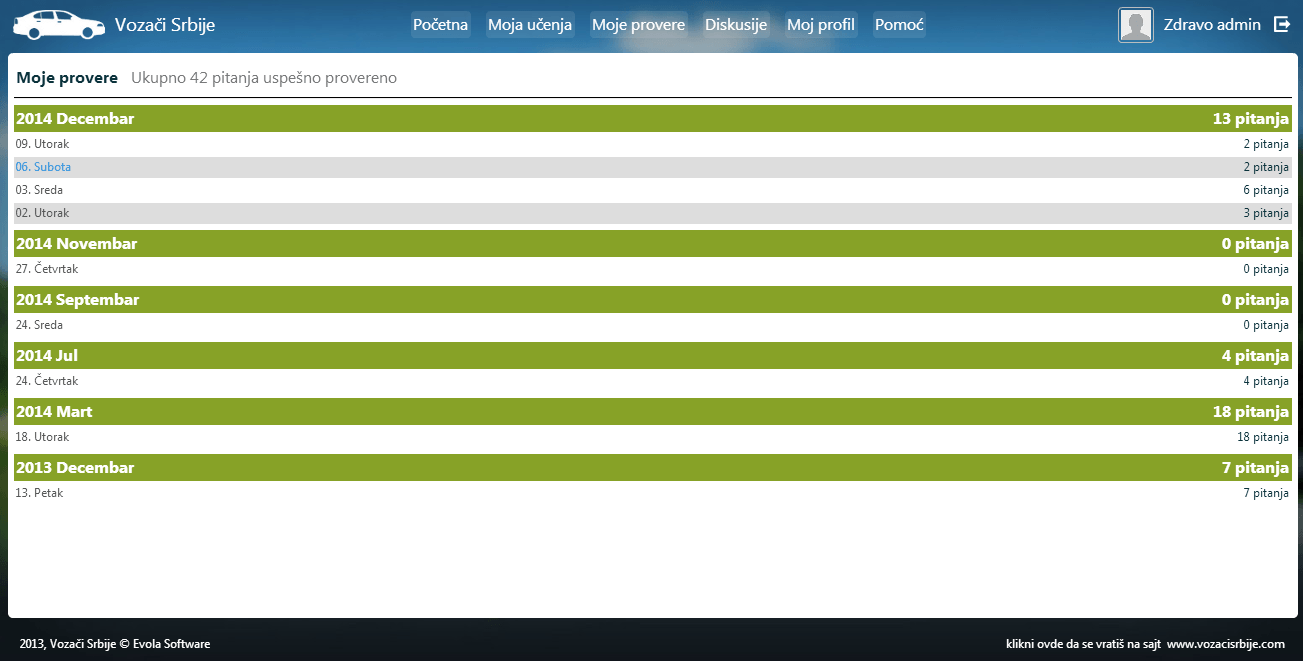 Vozači Srbije Početna Moja učenja Moje provere Diskusije Moj profil Pomoć Zdravo admin
Moje provere Ukupno 42 pitanja uspešno provereno
2014 Decembar 13 pitanja
09. Utorak 2 pitanja
06. Subota 2 pitanja
03. Sreda 6 pitanja
02. Utorak 3 pitanja
2014 Novembar 0 pitanja
27. Četvrtak 0 pitanja
2014 Septembar 0 pitanja
24. Sreda 0 pitanja
2014 Jul 4 pitanja
24. Četvrtak 4 pitanja
2014 Mart 18 pitanja
18. Utorak 18 pitanja
2013 Decembar 7 pitanja
13. Petak 7 pitanja
2013, Vozači Srbije © Evola Software klikni ovde da se vratiš na sajt www.vozacisrbije.com